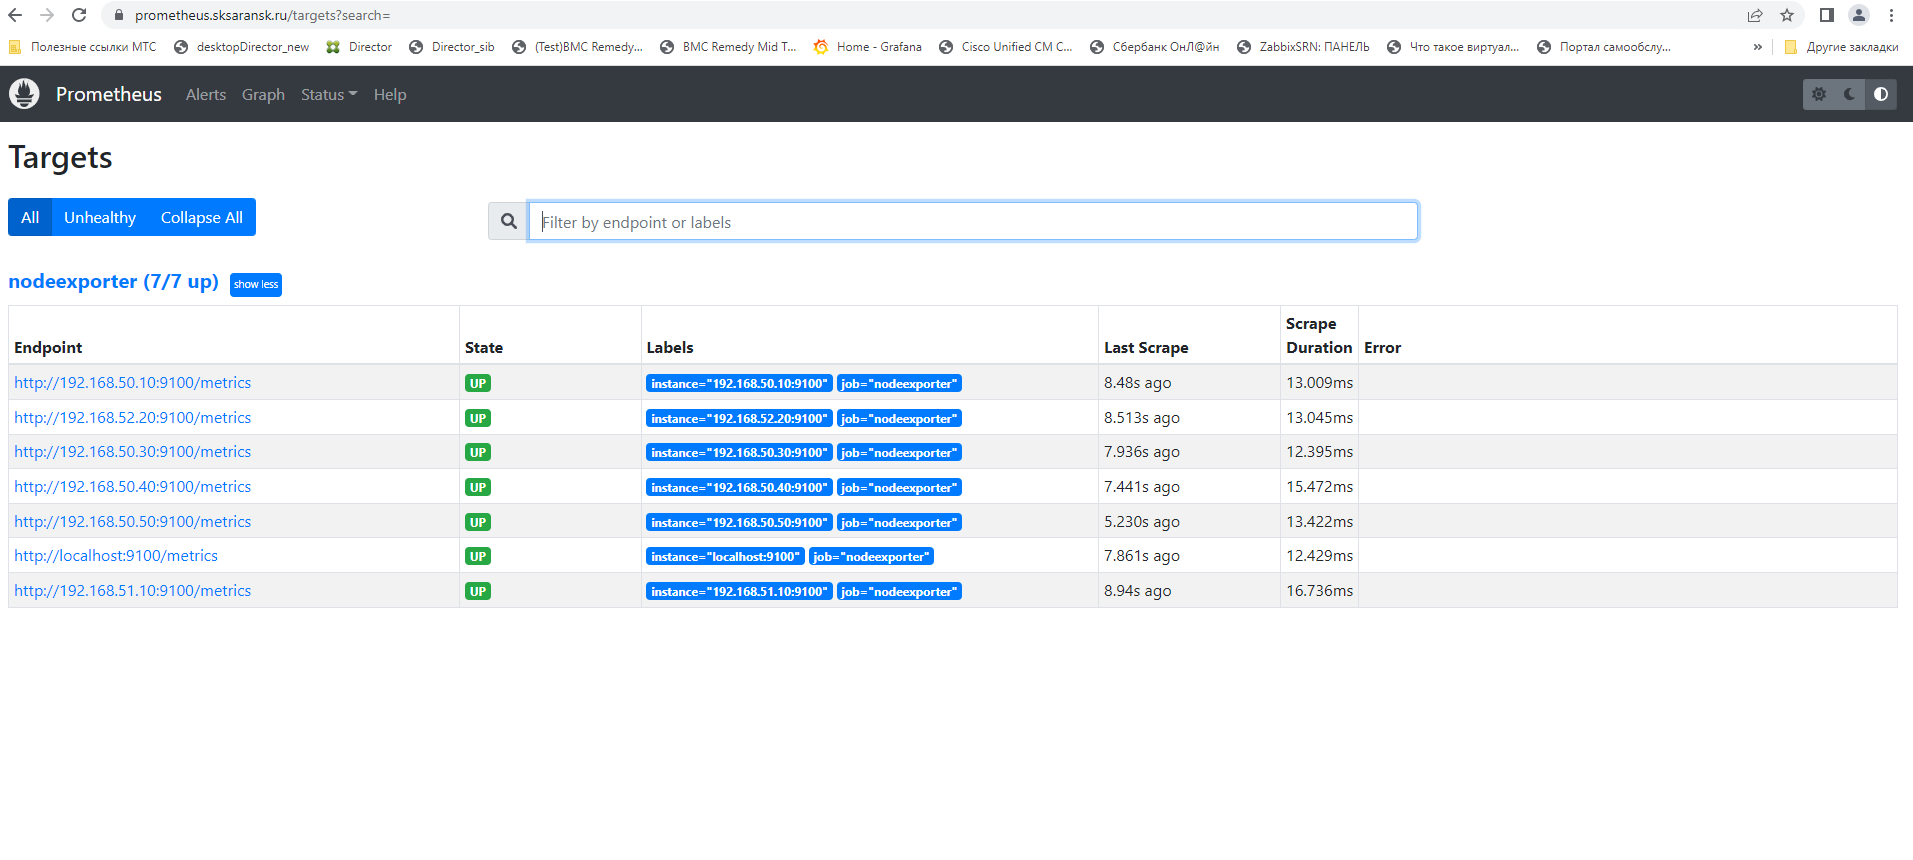 prometheus.sksaransk.ru/targets?search=
Полезные ссылки МТС desktopDirector_new Director Director_sib (Test)BMC Remedy... BMC Remedy Mid T... Home - Grafana Cisco Unified CM C... Сбербанк ОнЛ@йн ZabbixSRN: ПАНЕЛЬ Что такое виртуал... Портал самообслу... » Другие закладки
Prometheus Alerts Graph Status Help
Targets
All Unhealthy Collapse All Filter by endpoint or labels
nodeexporter (7/7 up) show less
Endpoint State Labels Last Scrape Scrape Duration Error
http://192.168.50.10:9100/metrics UP instance="192.168.50.10:9100" job="nodeexporter" 8.48s ago 13.009ms
http://192.168.52.20:9100/metrics UP instance="192.168.52.20:9100" job="nodeexporter" 8.513s ago 13.045ms
http://192.168.50.30:9100/metrics UP instance="192.168.50.30:9100" job="nodeexporter" 7.936s ago 12.395ms
http://192.168.50.40:9100/metrics UP instance="192.168.50.40:9100" job="nodeexporter" 7.441s ago 15.472ms
http://192.168.50.50:9100/metrics UP instance="192.168.50.50:9100" job="nodeexporter" 5.230s ago 13.422ms
http://localhost:9100/metrics UP instance="localhost:9100" job="nodeexporter" 7.861s ago 12.429ms
http://192.168.51.10:9100/metrics UP instance="192.168.51.10:9100" job="nodeexporter" 8.94s ago 16.736ms